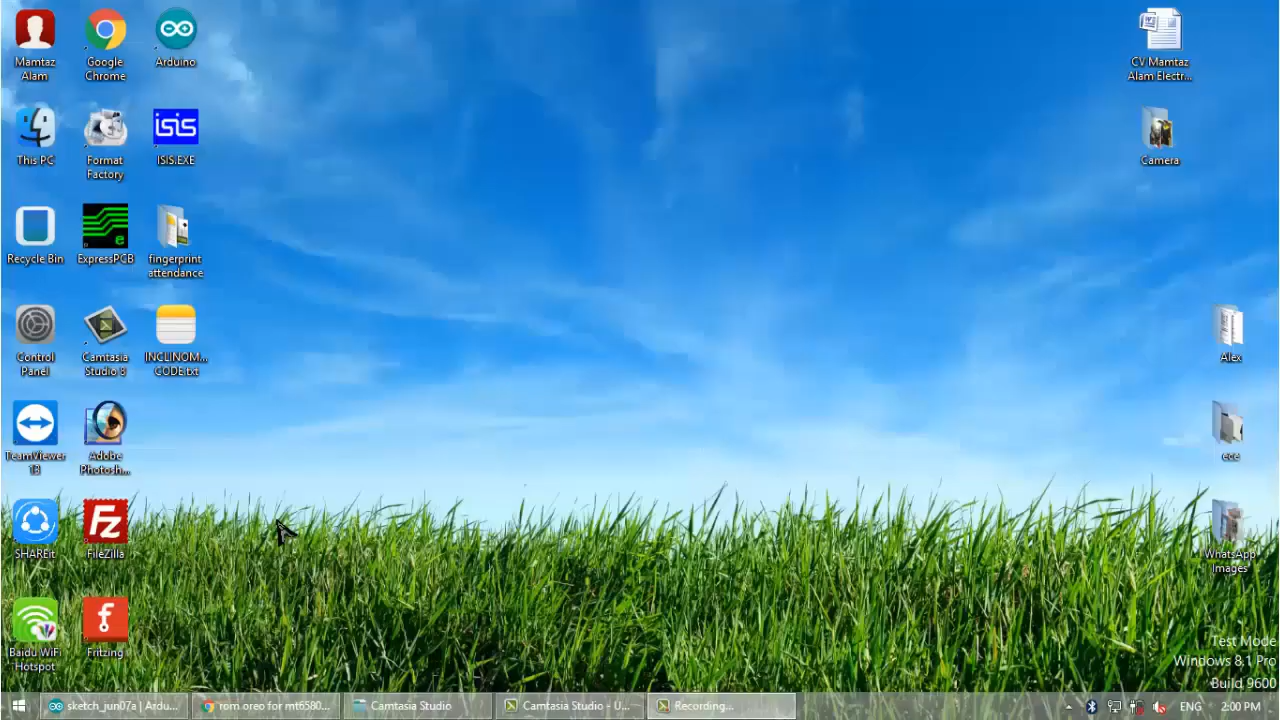 Mamtaz
Alam
Google
Chrome
Arduino
This PC
Format
Factory
isis
ISIS.EXE
Recycle Bin
e
ExpressPCB
fingerprint
attendance
Control
Panel
Camtasia
Studio 8
INCLINOM...
CODE.txt
TeamViewer
13
Adobe
Photosh...
SHAREit
Fz
FileZilla
Baidu WiFi
Hotspot
f
Fritzing
W
CV Mamtaz
Alam Electr...
Camera
Alex
ece
WhatsApp
Images
Test Mode
Windows 8.1 Pro
Build 9600
sketch_jun07a | Ardu...
rom oreo for mt6580...
Camtasia Studio
Camtasia Studio - U...
Recording...
ENG
2:00 PM